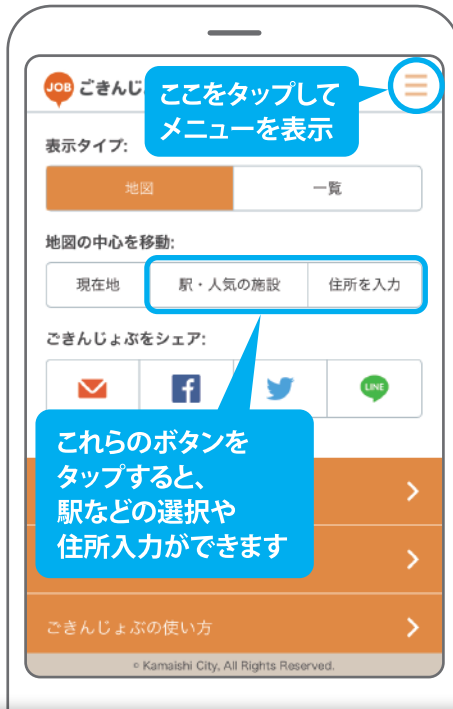 JOB ごきんじ
ここをタップして
メニューを表示
表示タイプ:
地図 一覧
地図の中心を移動:
現在地 駅・人気の施設 住所を入力
ごきんじょぶをシェア:
f LINE
これらのボタンを
タップすると、
駅などの選択や
住所入力ができます
ごきんじょぶの使い方
© Kamaishi City, All Rights Reserved.